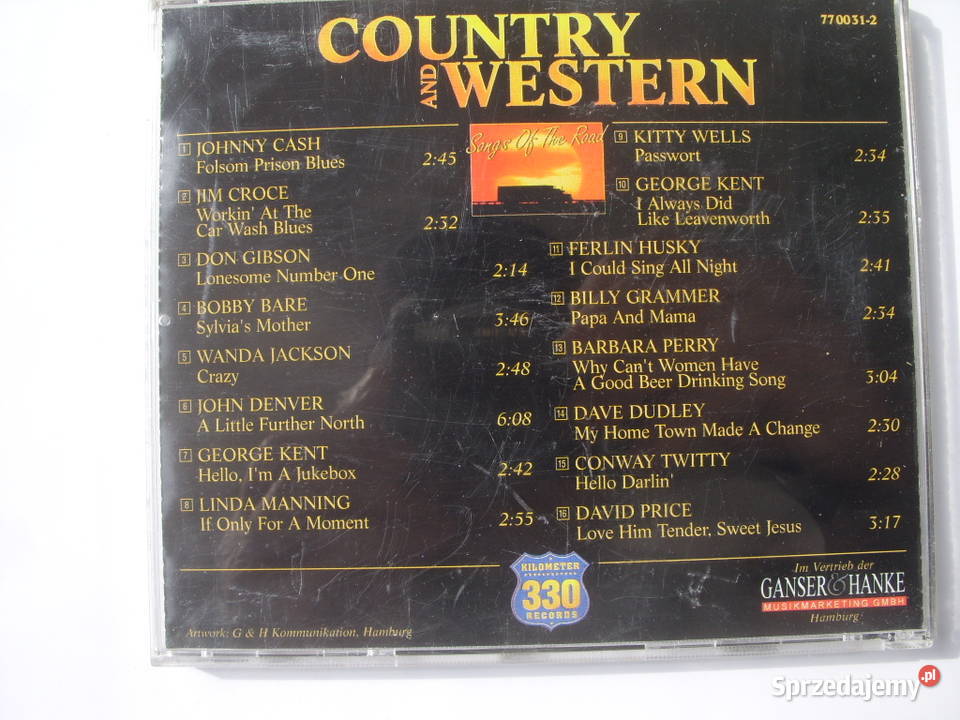 77 0031-2
COUNTRY
AND WESTERN
Songs Of The Road
1 JOHNNY CASH
Folsom Prison Blues 2:45
2 JIM CROCE
Workin' At The
Car Wash Blues 2:32
3 DON GIBSON
Lonesome Number One 2:14
4 BOBBY BARE
Sylvia's Mother 3:46
5 WANDA JACKSON
Crazy 2:48
6 JOHN DENVER
A Little Further North 6:08
7 GEORGE KENT
Hello, I'm A Jukebox 2:42
8 LINDA MANNING
If Only For A Moment 2:55
9 KITTY WELLS
Passwort 2:34
10 GEORGE KENT
I Always Did
Like Leavenworth 2:35
11 FERLIN HUSKY
I Could Sing All Night 2:41
12 BILLY GRAMMER
Papa And Mama 2:34
13 BARBARA PERRY
Why Can't Women Have
A Good Beer Drinking Song 3:04
14 DAVE DUDLEY
My Home Town Made A Change 2:30
15 CONWAY TWITTY
Hello Darlin' 2:28
16 DAVID PRICE
Love Him Tender, Sweet Jesus 3:17
KILOMETER
330
RECORDS
Im Vertrieb der
GANSER & HANKE
MUSIKMARKETING GMBH
Hamburg
Artwork: G & H Kommunikation, Hamburg
Sprzedajemy.pl